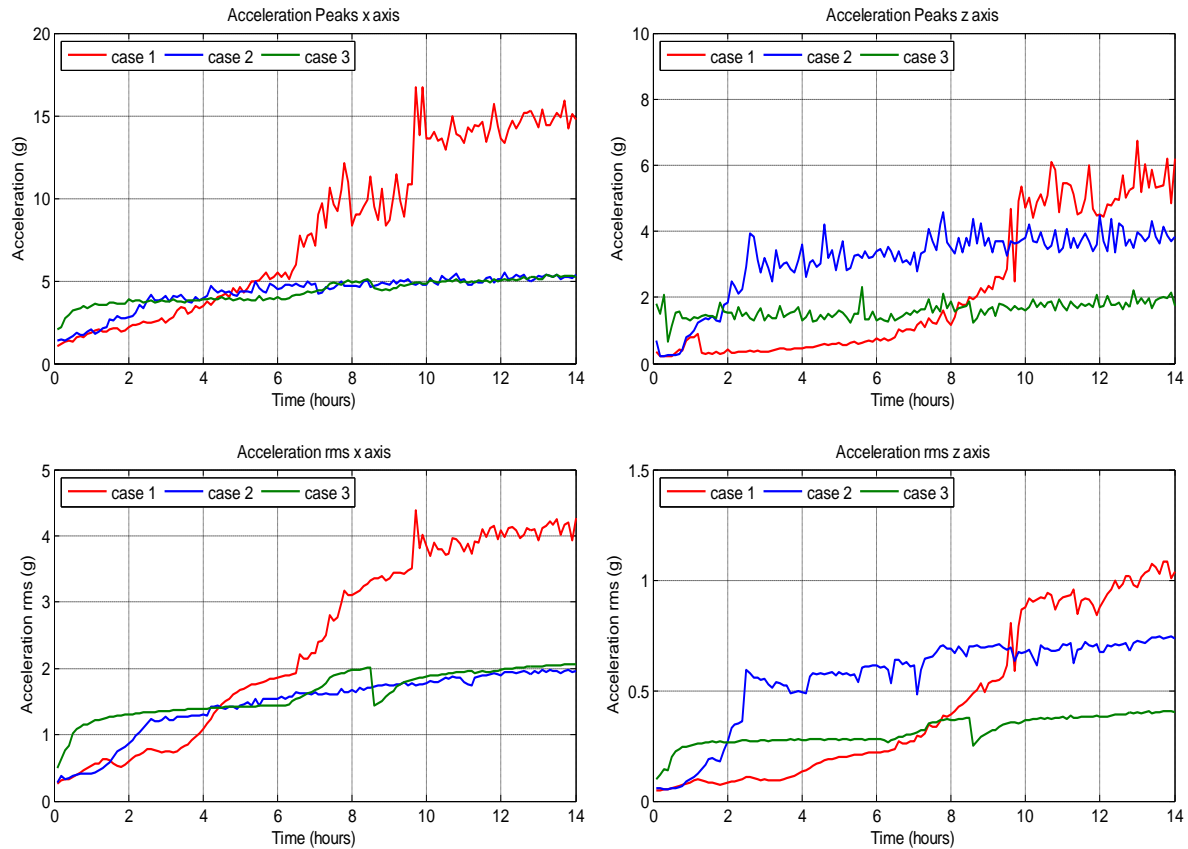 Acceleration Peaks x axis
20
15
10
5
0
Acceleration (g)
case 1 case 2 case 3
0 2 4 6 8 10 12 14
Time (hours)
Acceleration Peaks z axis
10
8
6
4
2
0
Acceleration (g)
case 1 case 2 case 3
0 2 4 6 8 10 12 14
Time (hours)
Acceleration rms x axis
5
4
3
2
1
0
Acceleration rms (g)
case 1 case 2 case 3
0 2 4 6 8 10 12 14
Time (hours)
Acceleration rms z axis
1.5
1
0.5
0
Acceleration rms (g)
case 1 case 2 case 3
0 2 4 6 8 10 12 14
Time (hours)